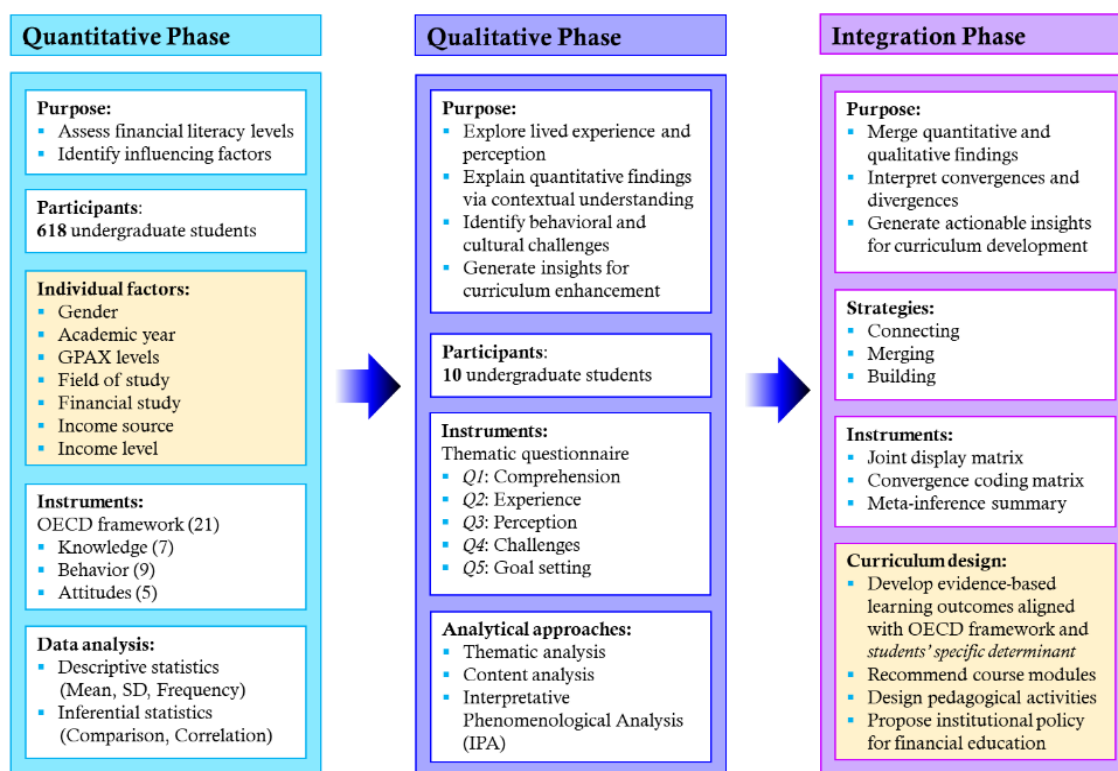 Quantitative Phase
Purpose:
Assess financial literacy levels
Identify influencing factors
Participants:
618 undergraduate students
Individual factors:
Gender
Academic year
GPAX levels
Field of study
Financial study
Income source
Income level
Instruments:
OECD framework (21)
Knowledge (7)
Behavior (9)
Attitudes (5)
Data analysis:
Descriptive statistics
(Mean, SD, Frequency)
Inferential statistics
(Comparison, Correlation)
Qualitative Phase
Purpose:
Explore lived experience and
perception
Explain quantitative findings
via contextual understanding
Identify behavioral and
cultural challenges
Generate insights for
curriculum enhancement
Participants:
10 undergraduate students
Instruments:
Thematic questionnaire
Q1: Comprehension
Q2: Experience
Q3: Perception
Q4: Challenges
Q5: Goal setting
Analytical approaches:
Thematic analysis
Content analysis
Interpretative
Phenomenological Analysis
(IPA)
Integration Phase
Purpose:
Merge quantitative and
qualitative findings
Interpret convergences and
divergences
Generate actionable insights
for curriculum development
Strategies:
Connecting
Merging
Building
Instruments:
Joint display matrix
Convergence coding matrix
Meta-inference summary
Curriculum design:
Develop evidence-based
learning outcomes aligned
with OECD framework and
students' specific determinant
Recommend course modules
Design pedagogical activities
Propose institutional policy
for financial education